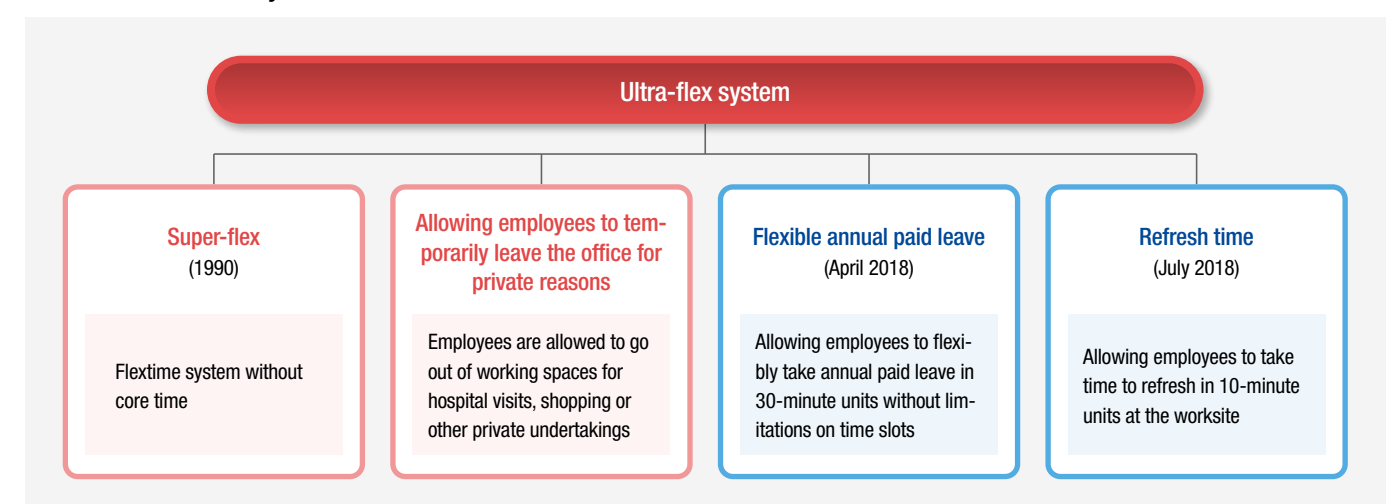 Ultra-flex system
Super-flex
(1990)
Flextime system without
core time
Allowing employees to tem-
porarily leave the office for
private reasons
Employees are allowed to go
out of working spaces for
hospital visits, shopping or
other private undertakings
Flexible annual paid leave
(April 2018)
Allowing employees to flexi-
bly take annual paid leave in
30-minute units without lim-
itations on time slots
Refresh time
(July 2018)
Allowing employees to take
time to refresh in 10-minute
units at the worksite